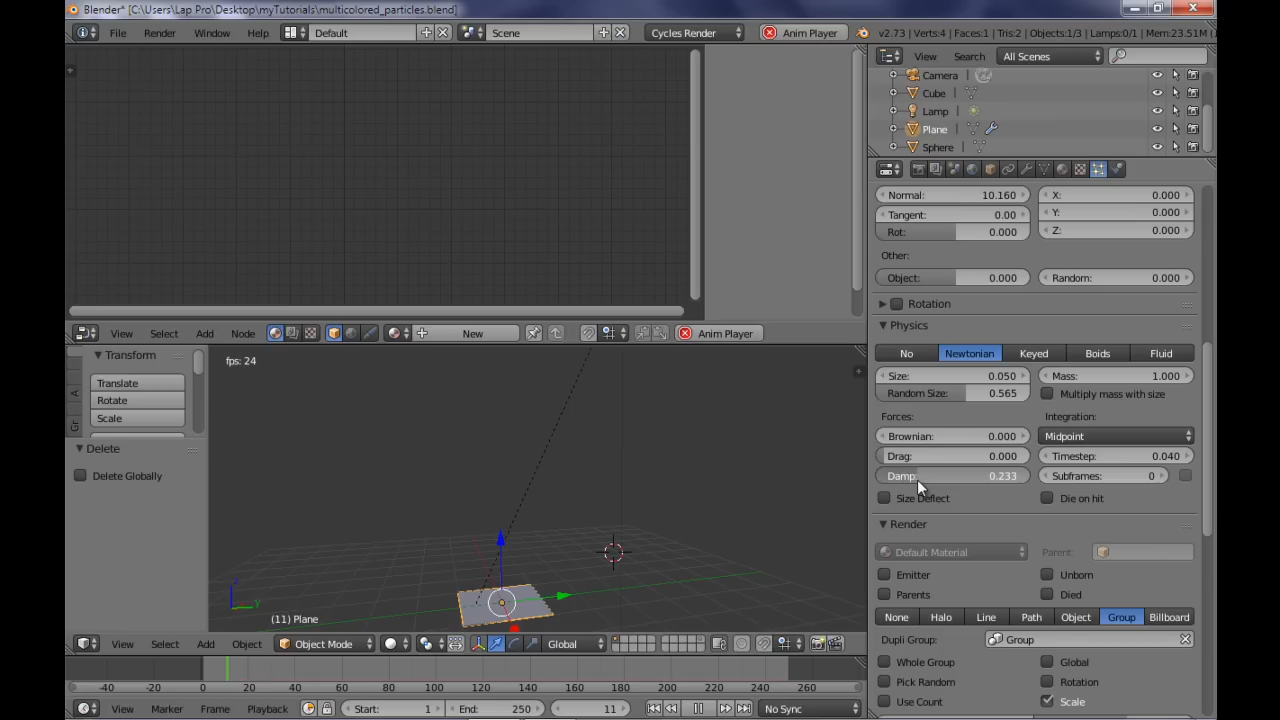 Blender* [C:\Users\Lap Pro\Desktop\myTutorials\multicolored_particles.blend]
File Render Window Help Default Scene Cycles Render Anim Player v2.73 | Verts:4 | Faces:1 | Tris:2 | Objects:1/3 | Lamps:0/1 | Mem:23.51M
View Search All Scenes
Camera
Cube
Lamp
Plane
Sphere
Normal: 10.160 X: 0.000
Tangent: 0.00 Y: 0.000
Rot: 0.000 Z: 0.000
Other:
Object: 0.000 Random: 0.000
Rotation
Physics
View Select Add Node New Anim Player
No Newtonian Keyed Boids Fluid
Transform
Translate
Rotate
Scale
A
Gr
Delete
Delete Globally
fps: 24
Z
Y
(11) Plane
Size: 0.050 Mass: 1.000
Random Size: 0.565 Multiply mass with size
Forces: Integration:
Brownian: 0.000 Midpoint
Drag: 0.000 Timestep: 0.040
Damp: 0.233 Subframes: 0
Size Deflect Die on hit
Render
Default Material Parent:
Emitter Unborn
Parents Died
None Halo Line Path Object Group Billboard
Dupli Group: Group
Whole Group Global
Pick Random Rotation
Use Count Scale
View Select Add Object Object Mode Global
-40 -20 0 20 40 60 80 100 120 140 160 180 200 220 240 260
View Marker Frame Playback Start: 1 End: 250 11 No Sync